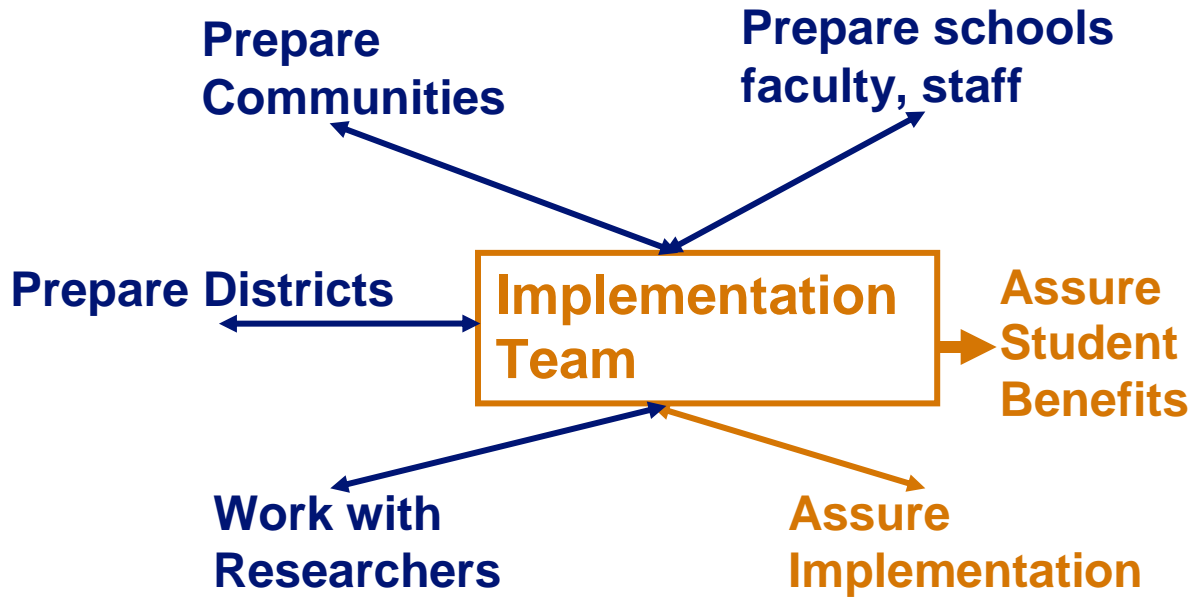 Prepare
Communities
Prepare schools
faculty, staff
Prepare Districts
Implementation
Team
Assure
Student
Benefits
Work with
Researchers
Assure
Implementation